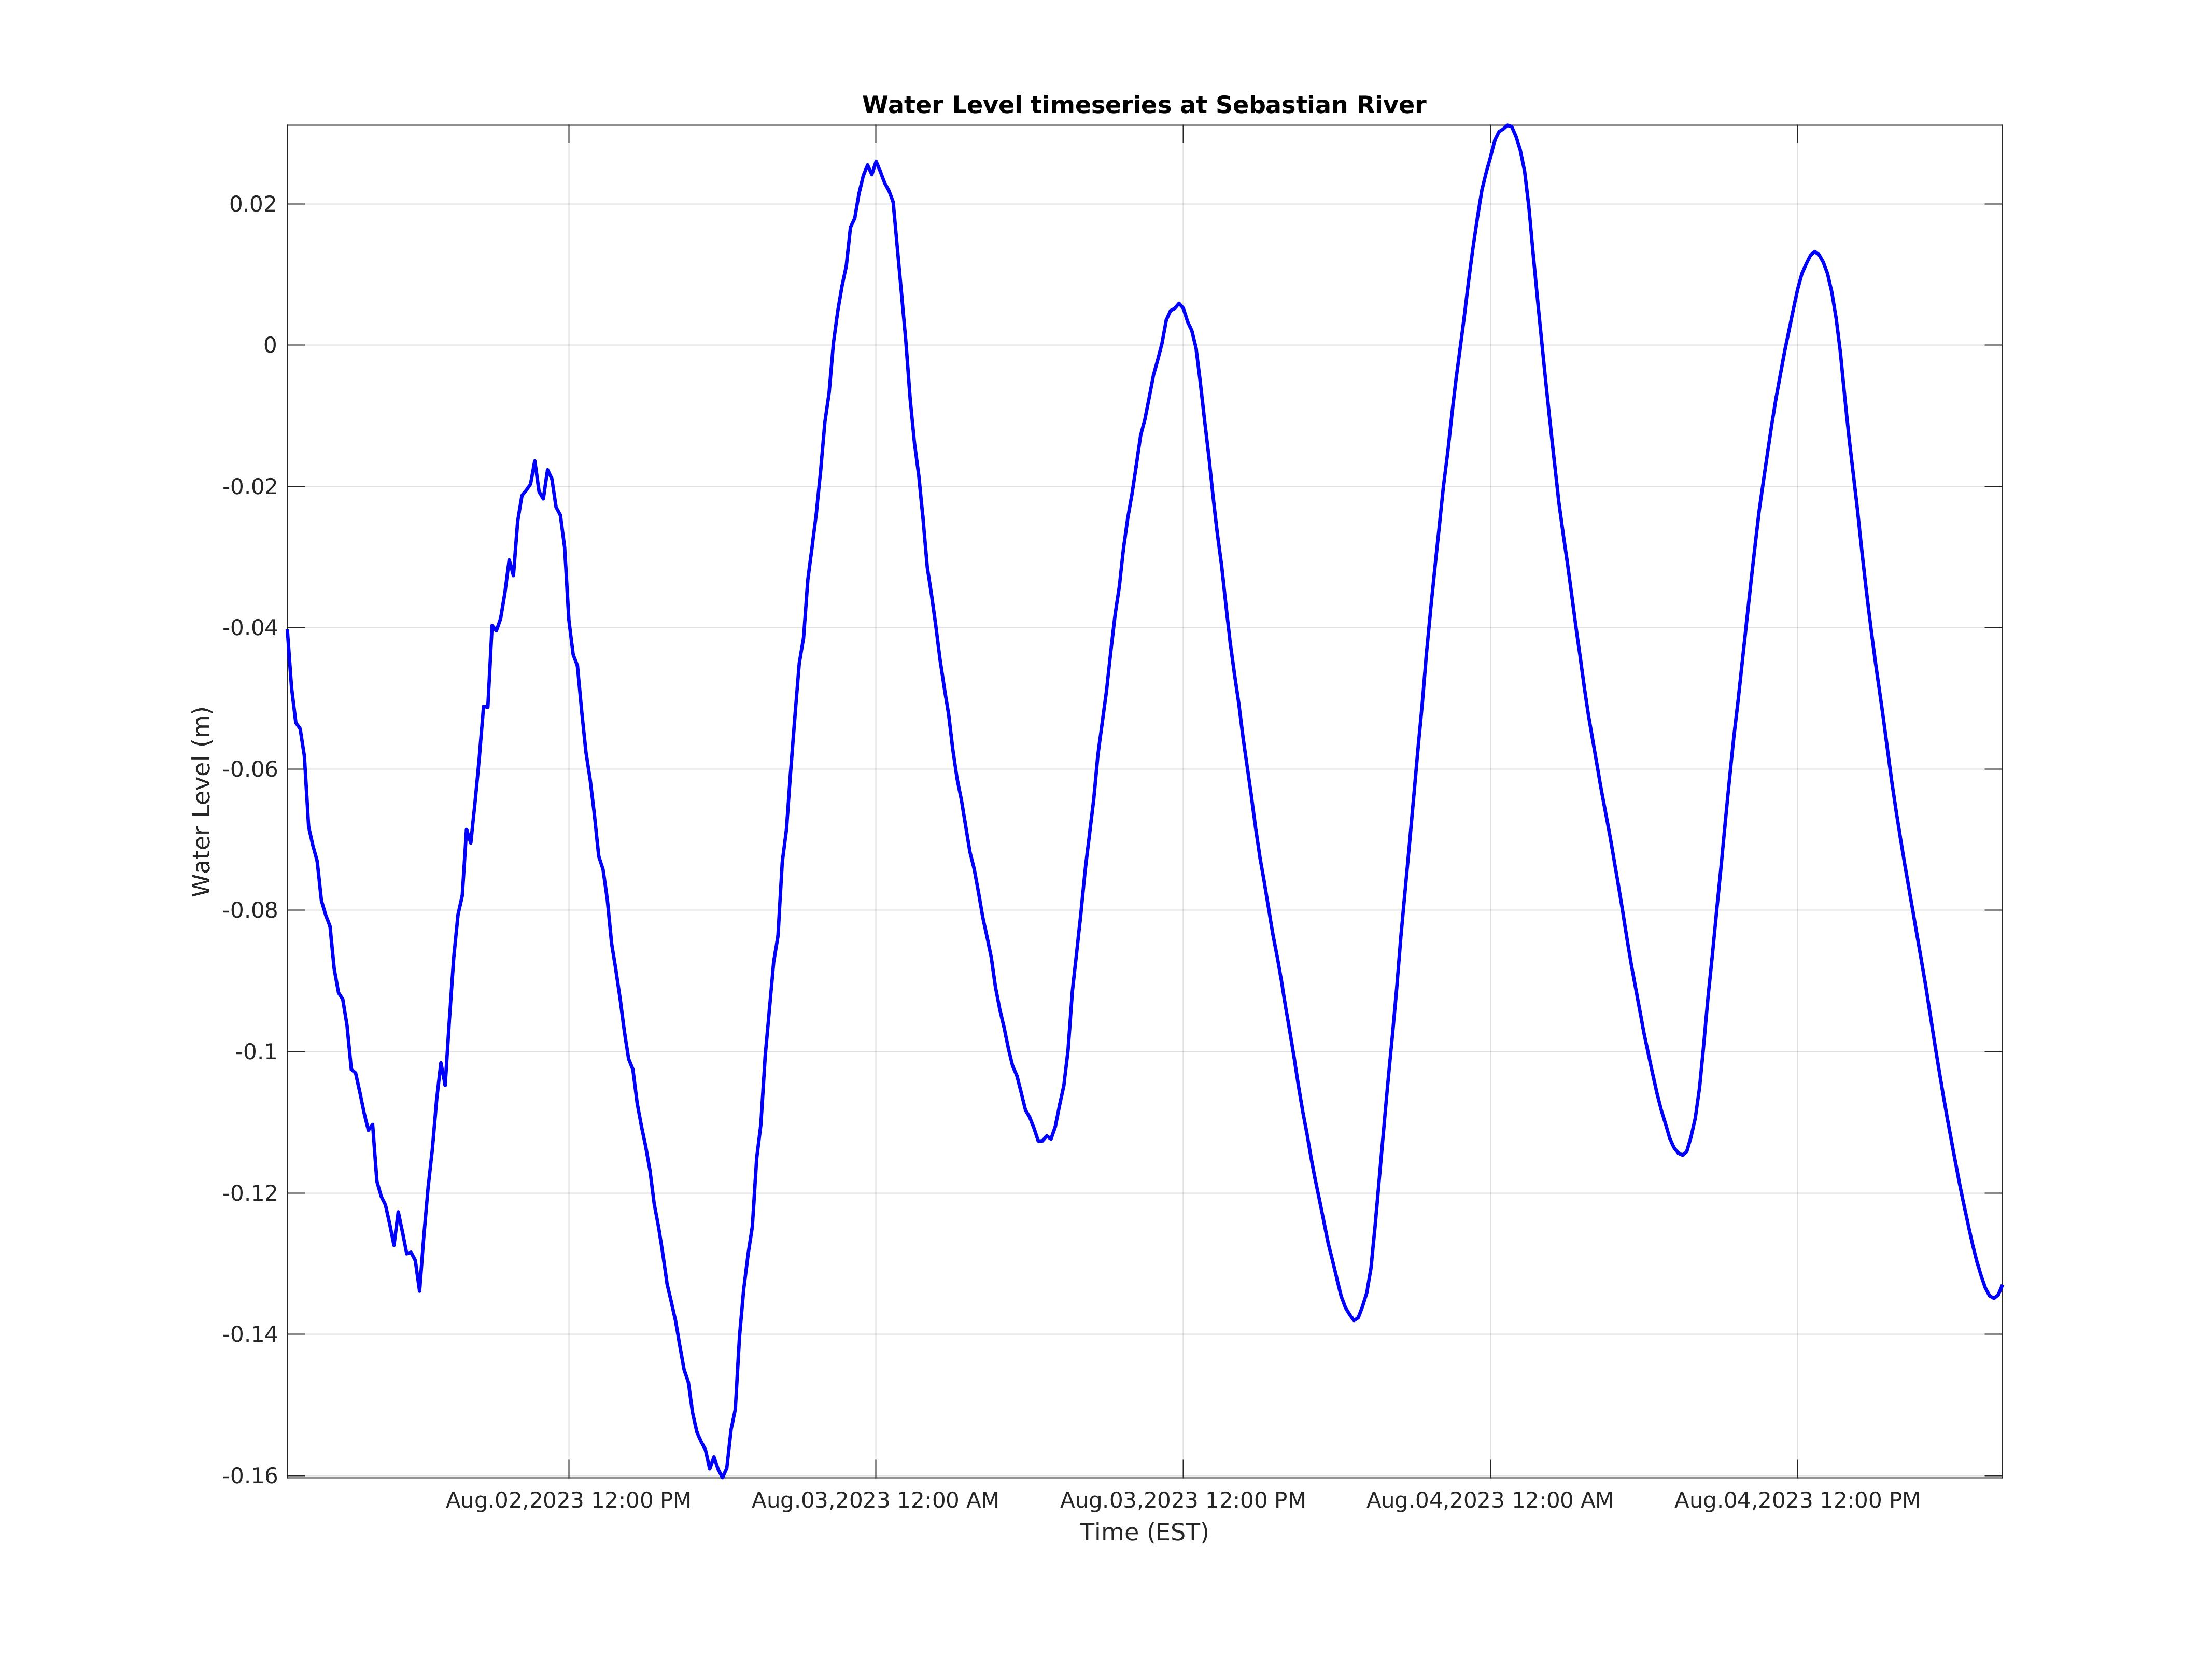 Water Level timeseries at Sebastian River
0.02
0
-0.02
-0.04
-0.06
-0.08
-0.1
-0.12
-0.14
-0.16
Water Level (m)
Aug.02,2023 12:00 PM
Aug.03,2023 12:00 AM
Aug.03,2023 12:00 PM
Aug.04,2023 12:00 AM
Aug.04,2023 12:00 PM
Time (EST)